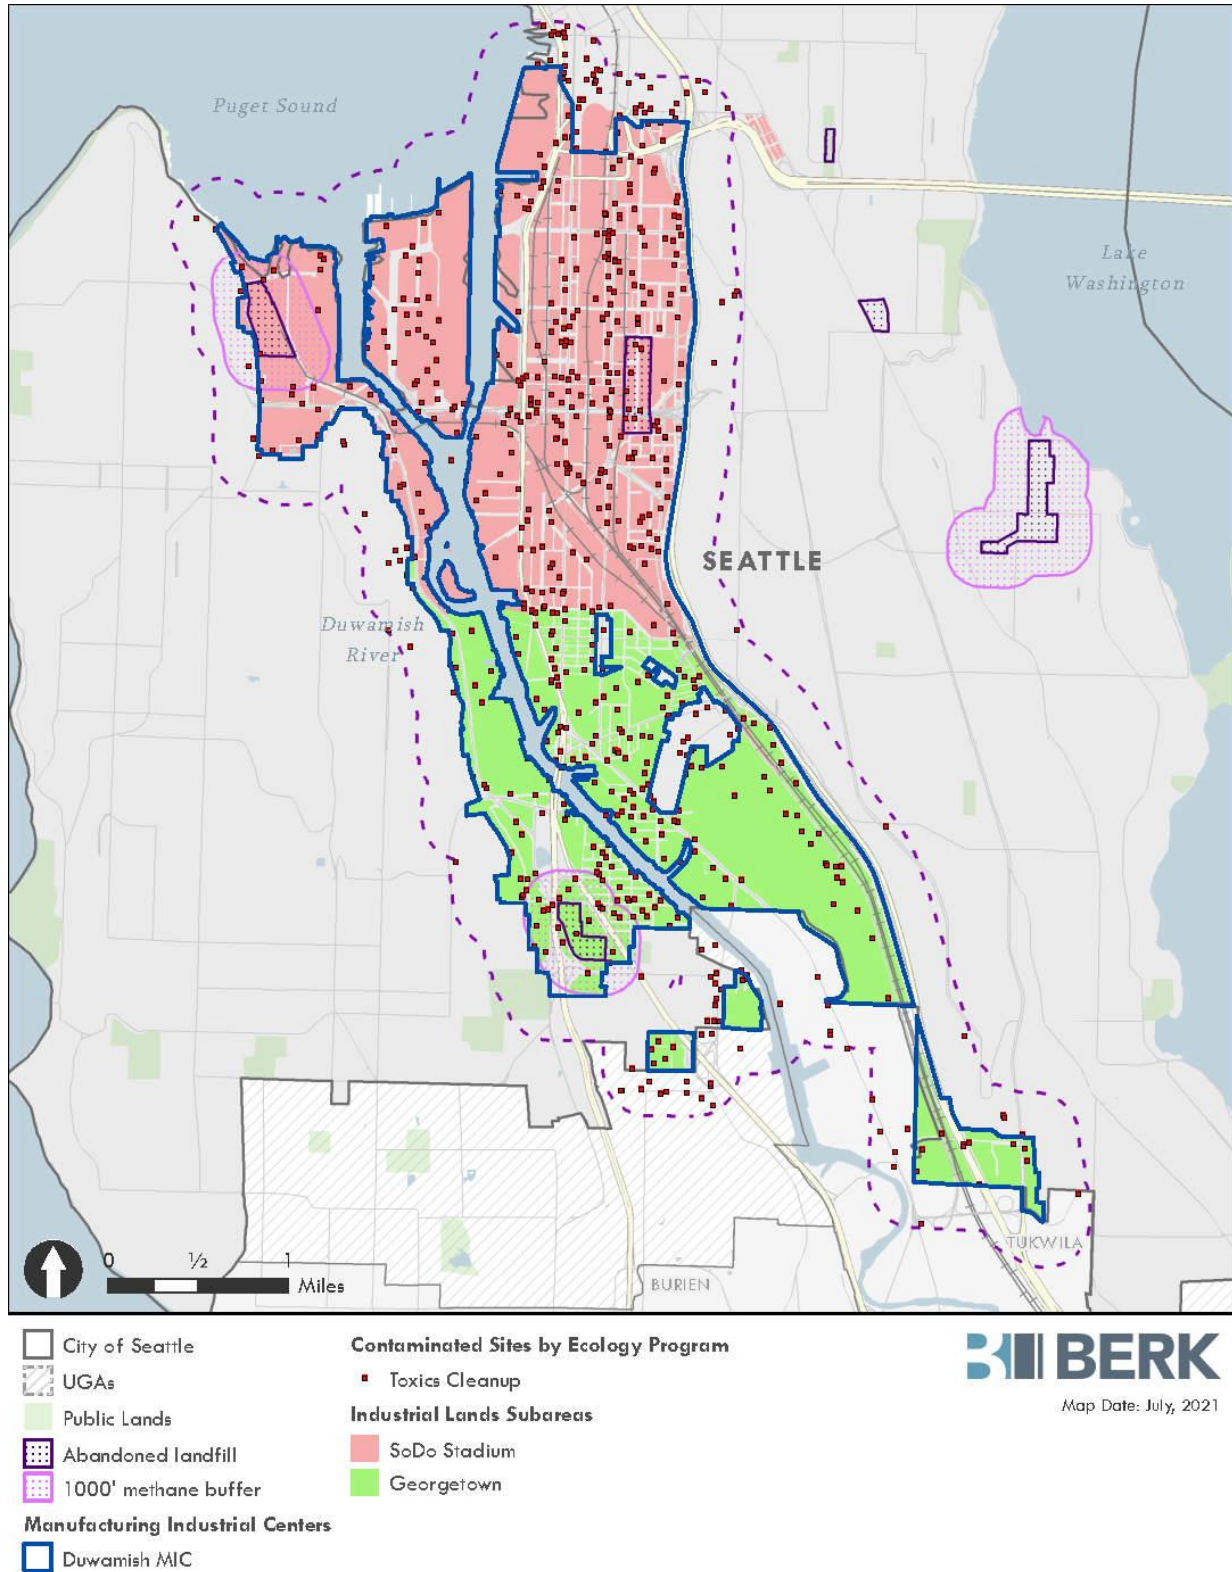 Puget Sound
Lake
Washington
SEATTLE
Duwamish
River
TUKWILA
BURIEN
0 ½ 1
Miles
City of Seattle
UGAs
Public Lands
Abandoned landfill
1000' methane buffer
Manufacturing Industrial Centers
Duwamish MIC
Contaminated Sites by Ecology Program
Toxics Cleanup
Industrial Lands Subareas
SoDo Stadium
Georgetown
BERK
Map Date: July, 2021